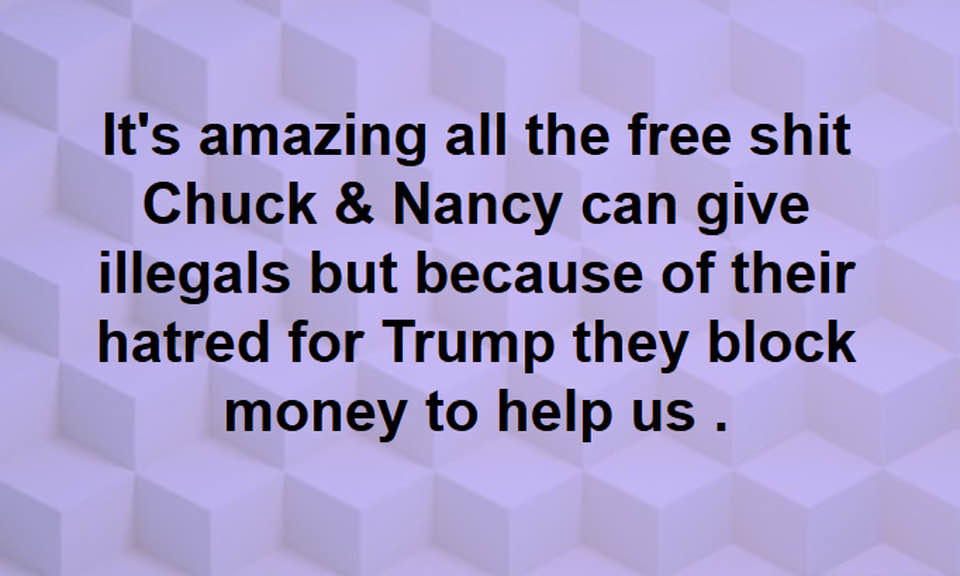 It's amazing all the free shit
Chuck & Nancy can give
illegals but because of their
hatred for Trump they block
money to help us .